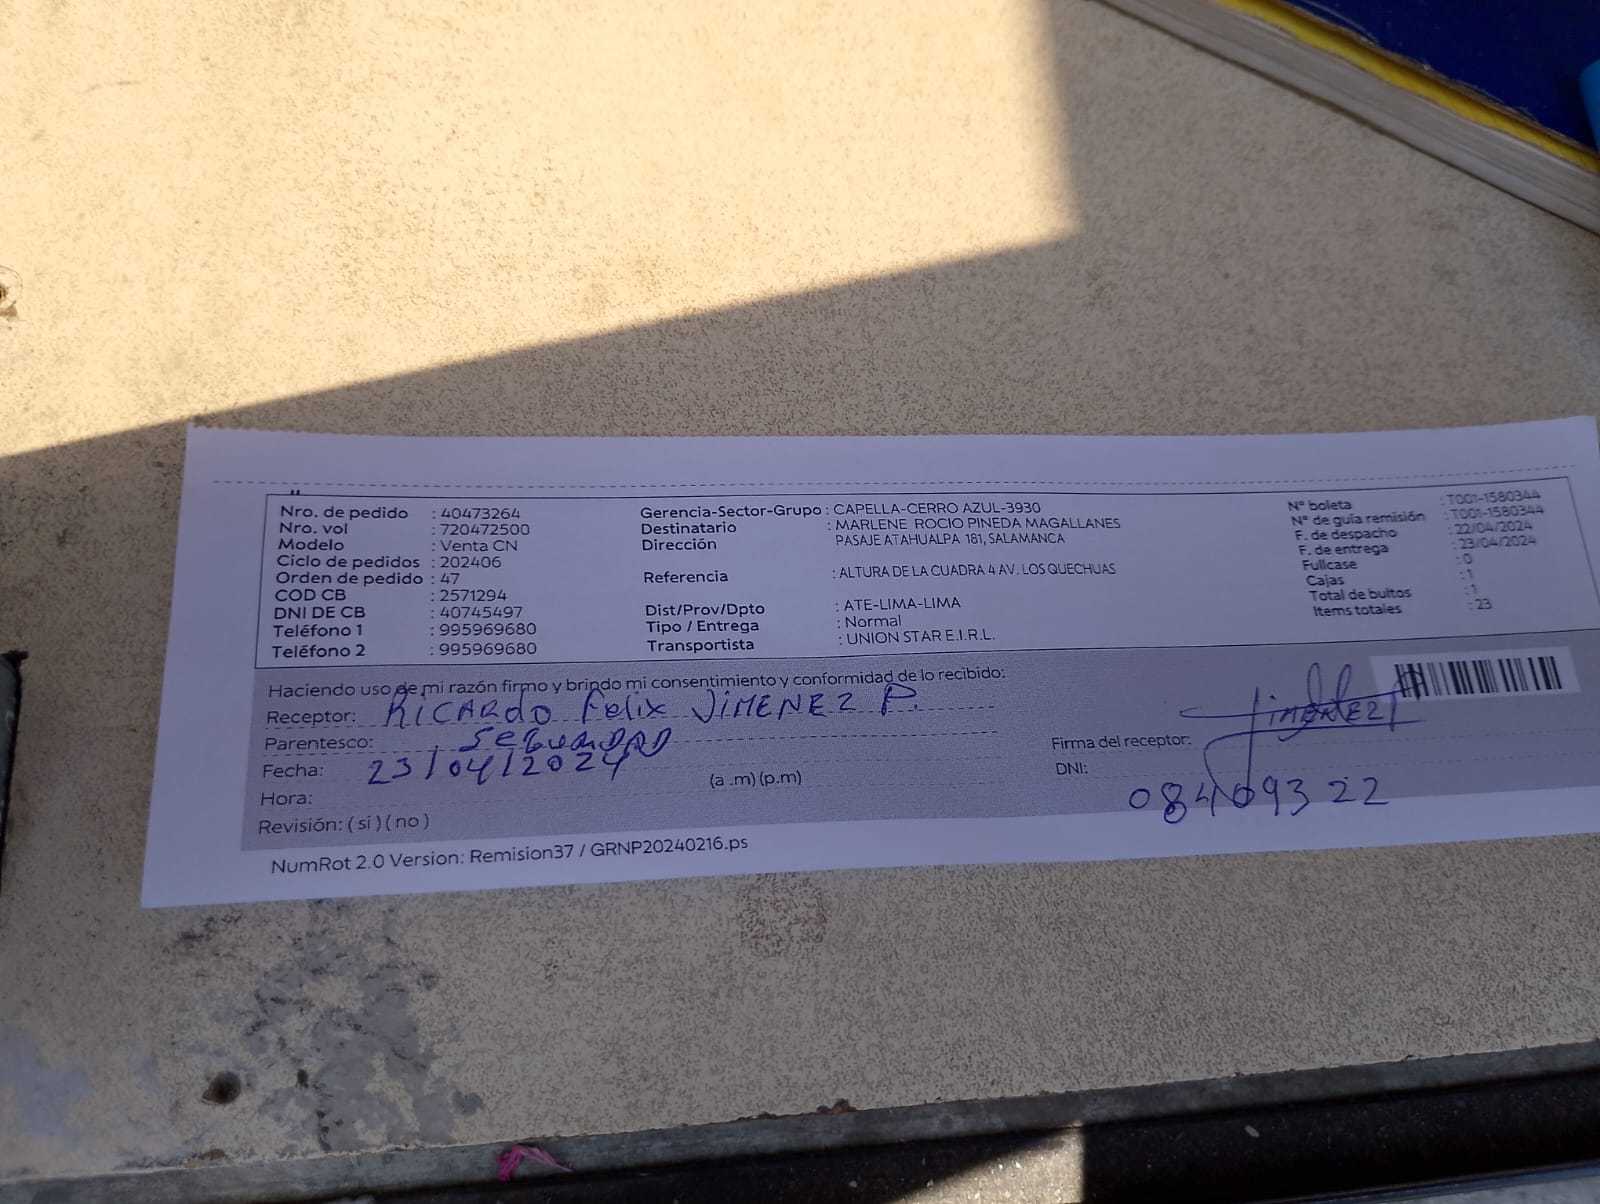 Nro. de pedido : 40473264
Nro. vol : 720472500
Modelo : Venta CN
Ciclo de pedidos : 202406
Orden de pedido : 47
COD CB : 2571294
DNI DE CB : 40745497
Teléfono 1 : 995969680
Teléfono 2 : 995969680
Gerencia-Sector-Grupo : CAPELLA-CERRO AZUL-3930
Destinatario : MARLENE ROCIO PINEDA MAGALLANES
Dirección PASAJE ATAHUALPA 181, SALAMANCA
Referencia : ALTURA DE LA CUADRA 4 AV. LOS QUECHUAS
Dist/Prov/Dpto : ATE-LIMA-LIMA
Tipo / Entrega : Normal
Transportista : UNION STAR E.I.R.L.
N° boleta : T001-1580344
N° de guía remisión : T001-1580344
F. de despacho : 22/04/2024
F. de entrega : 23/04/2024
Fullcase : 0
Cajas : 1
Total de bultos : 1
Items totales : 23
Haciendo uso de mi razón firmo y brindo mi consentimiento y conformidad de lo recibido:
Receptor: RICARDO Felix JIMENEZ P.
Parentesco:
Fecha: 23/04/2024
Hora: (a .m) (p.m)
Revisión: ( si ) ( no )
Firma del receptor: JIMENEZ
DNI: 08409322
NumRot 2.0 Version: Remision37 / GRNP20240216.ps